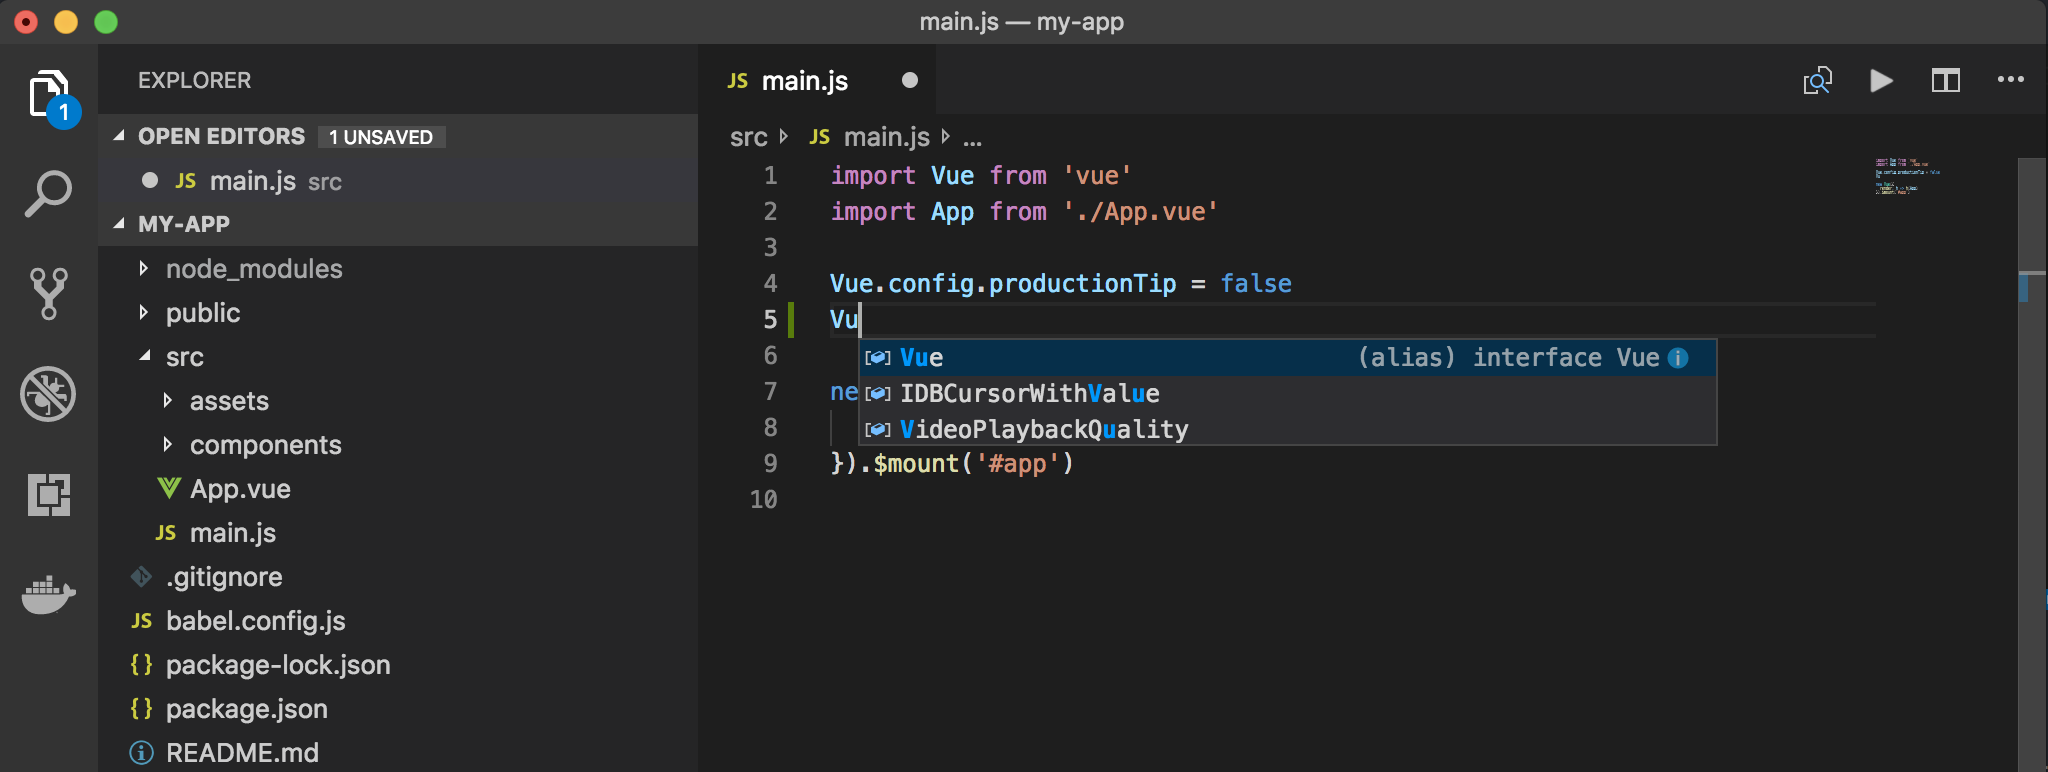 main.js — my-app
EXPLORER
OPEN EDITORS 1 UNSAVED
JS main.js src
MY-APP
node_modules
public
src
assets
components
App.vue
JS main.js
.gitignore
JS babel.config.js
{ } package-lock.json
{ } package.json
README.md
1
JS main.js
src JS main.js ...
1 import Vue from 'vue'
2 import App from './App.vue'
3
4 Vue.config.productionTip = false
5 Vu
6
7 ne
8
9 }).$mount('#app')
10
Vue (alias) interface Vue
IDBCursorWithValue
VideoPlaybackQuality